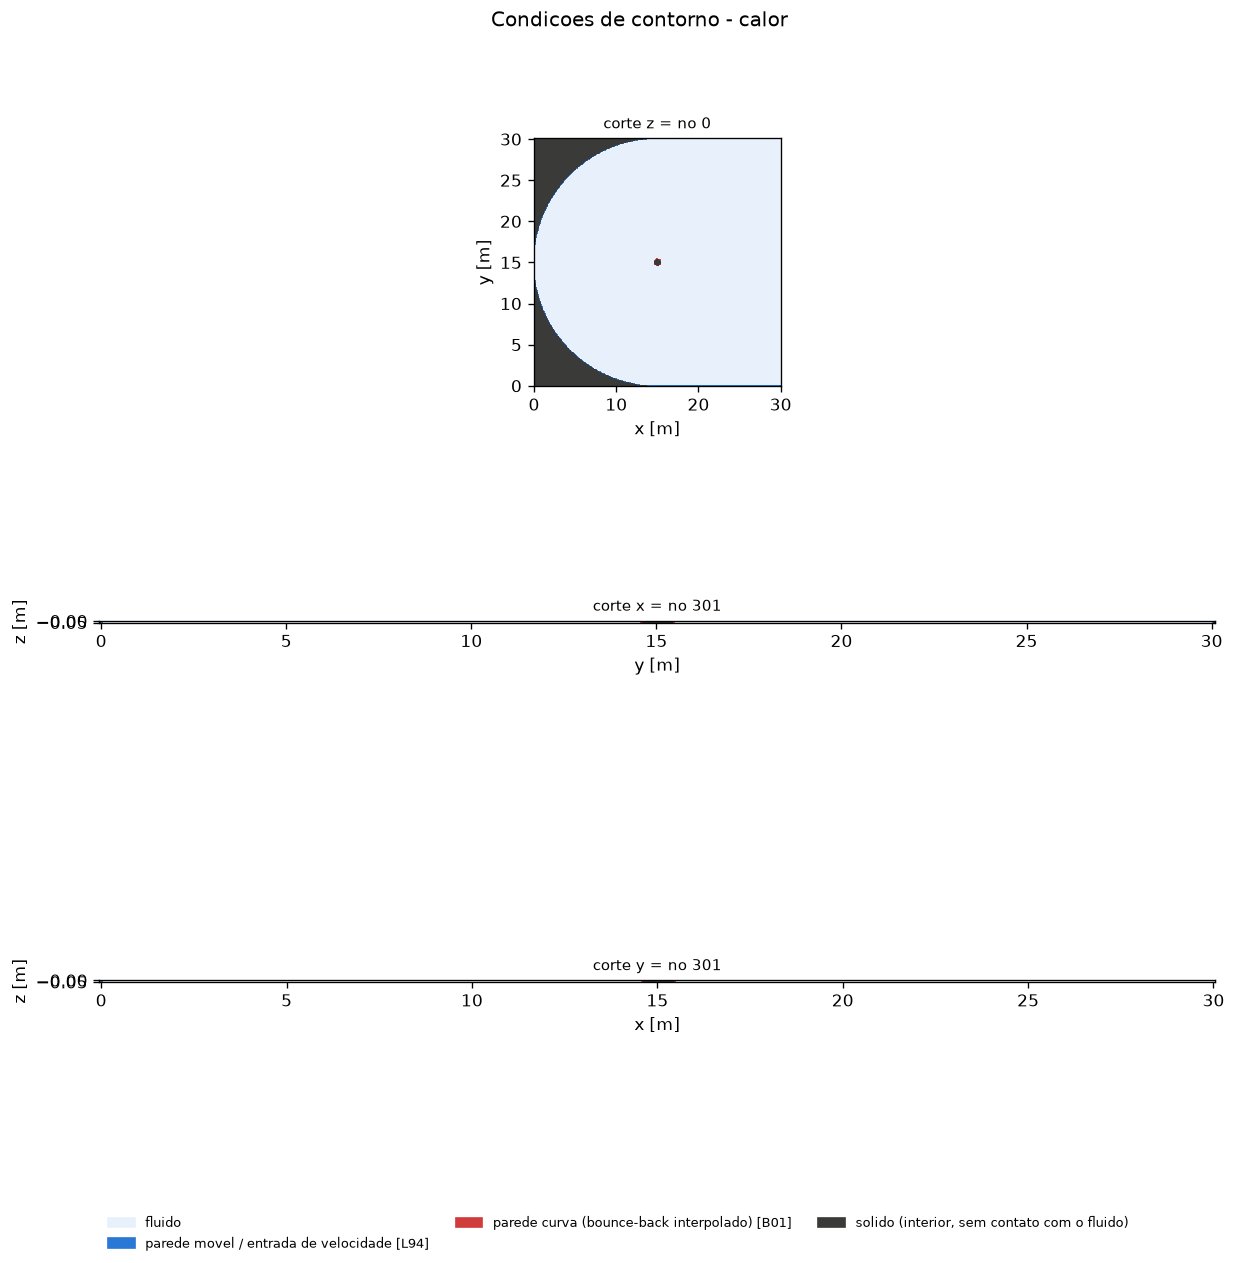 Condicoes de contorno - calor
corte z = no 0
30
25
20
15
10
5
0
y [m]
0 10 20 30
x [m]
corte x = no 301
z [m]
0 5 10 15 20 25 30
y [m]
corte y = no 301
z [m]
0 5 10 15 20 25 30
x [m]
fluido
parede movel / entrada de velocidade [L94]
parede curva (bounce-back interpolado) [B01]
solido (interior, sem contato com o fluido)